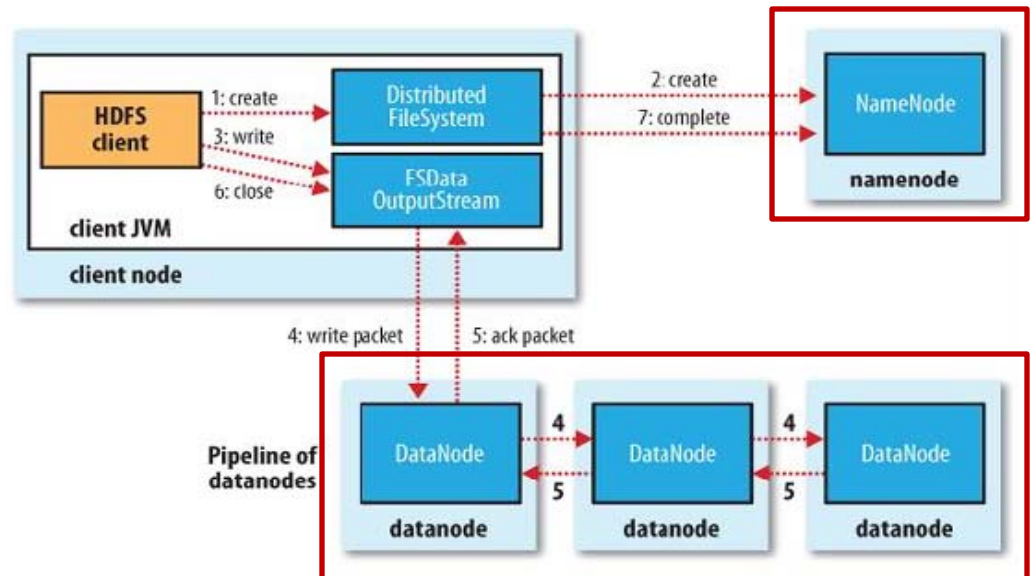 HDFS
client
1: create
3: write
6: close
Distributed
FileSystem
FSData
OutputStream
client JVM
client node
2: create
7: complete
NameNode
namenode
4: write packet
5: ack packet
Pipeline of
datanodes
DataNode
datanode
4
5
DataNode
datanode
4
5
DataNode
datanode